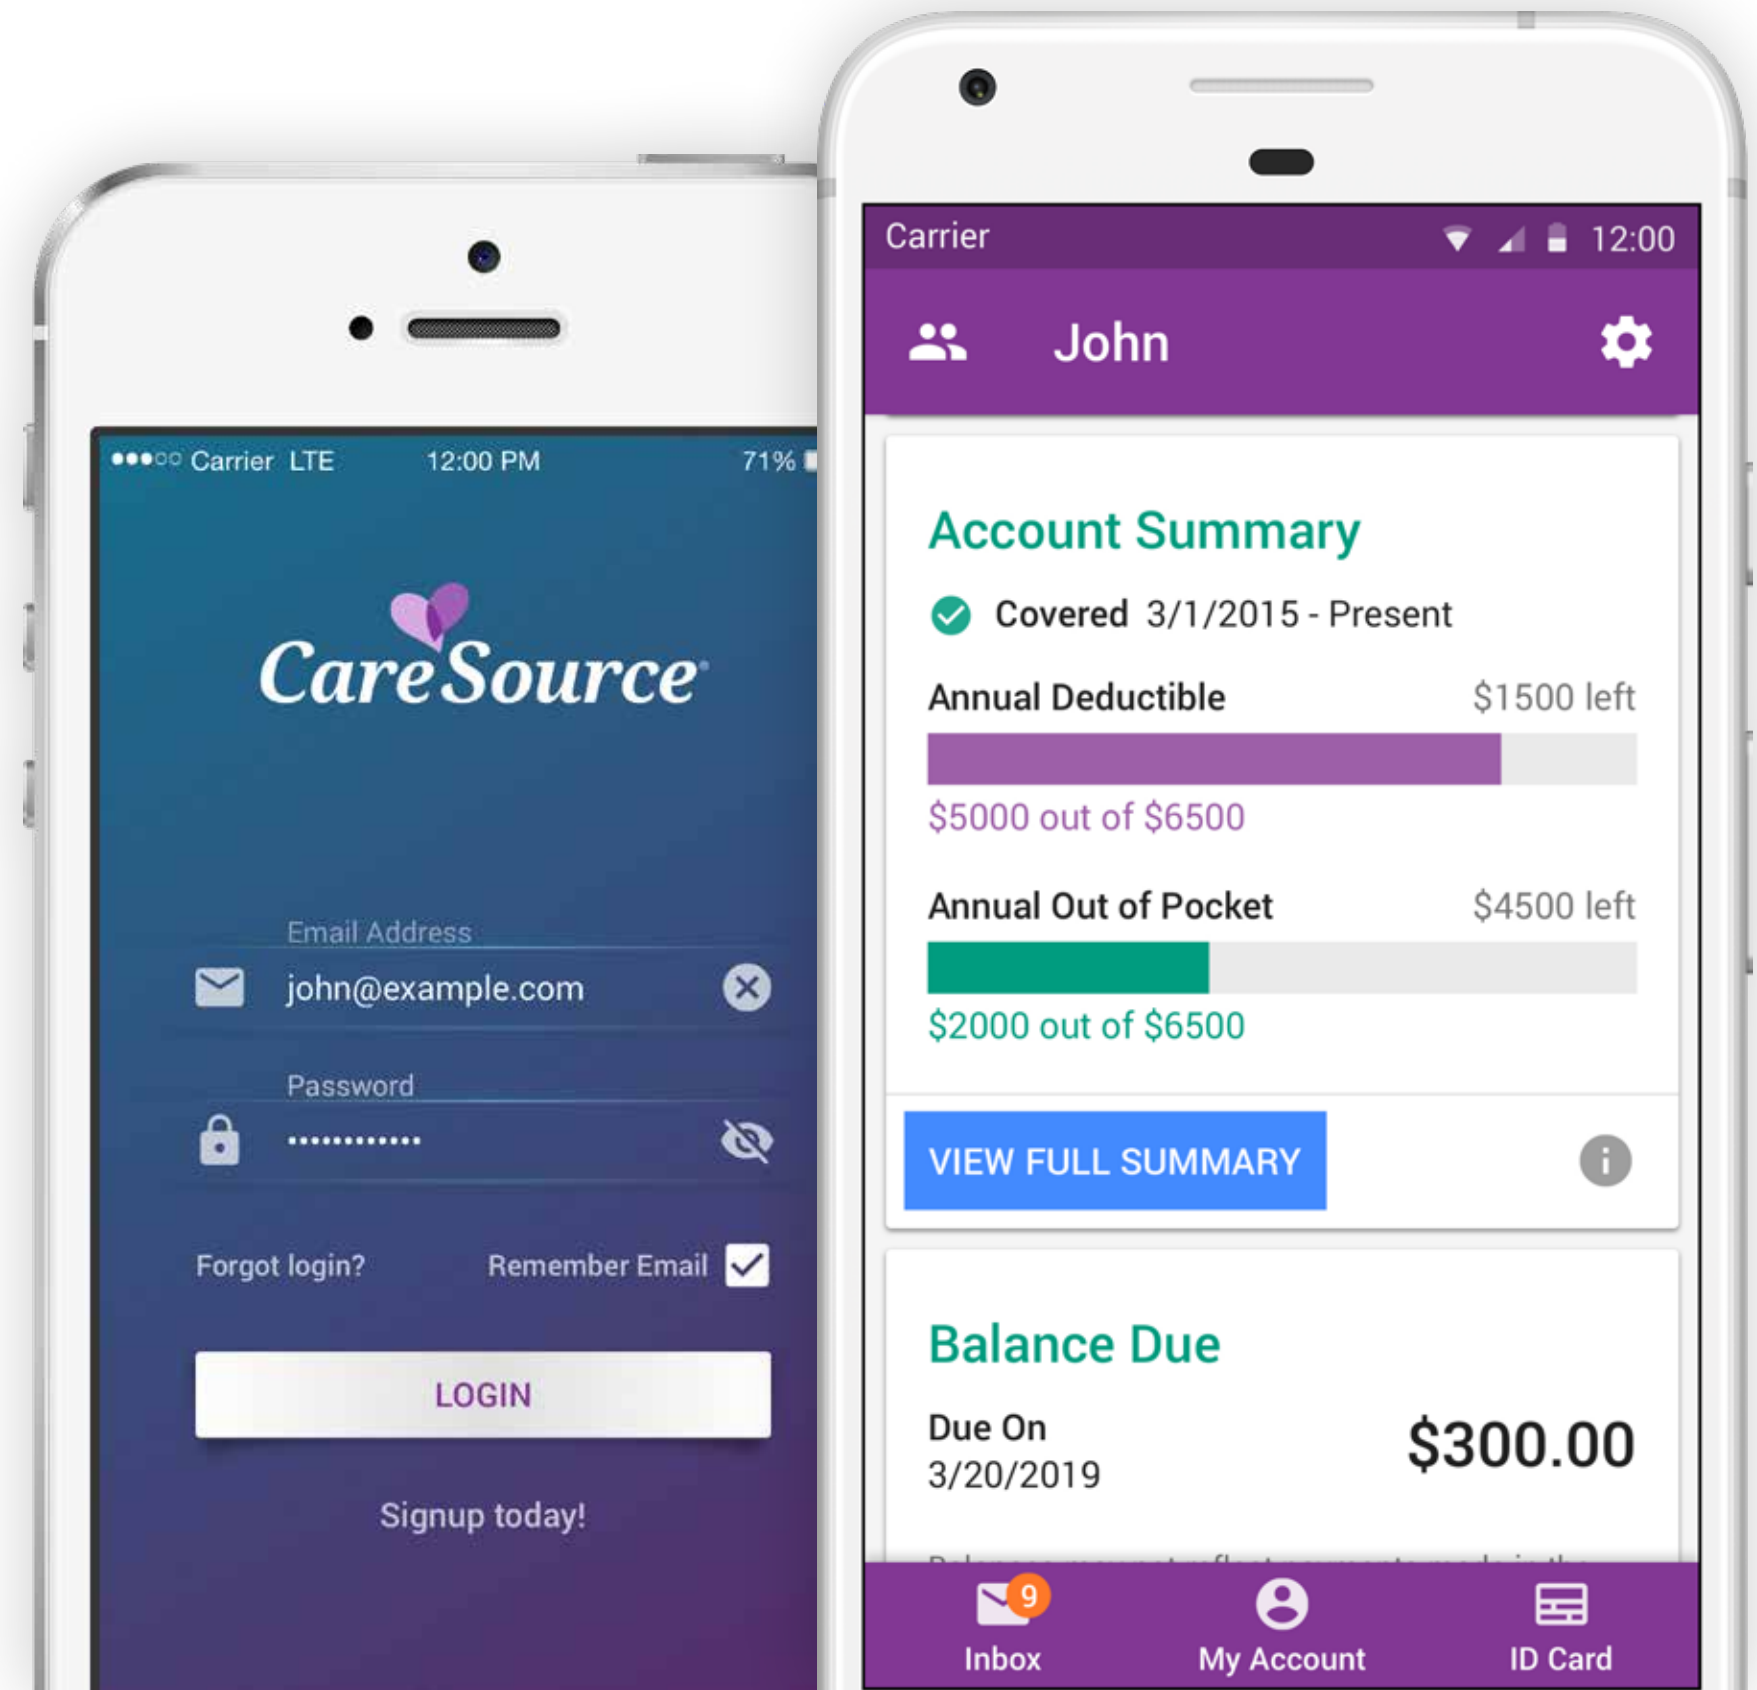 Carrier LTE 12:00 PM 71%
CareSource
Email Address
john@example.com
Password
Forgot login? Remember Email
LOGIN
Signup today!
Carrier 12:00
John
Account Summary
Covered 3/1/2015 - Present
Annual Deductible $1500 left
$5000 out of $6500
Annual Out of Pocket $4500 left
$2000 out of $6500
VIEW FULL SUMMARY
Balance Due
Due On
3/20/2019
$300.00
9
Inbox My Account ID Card